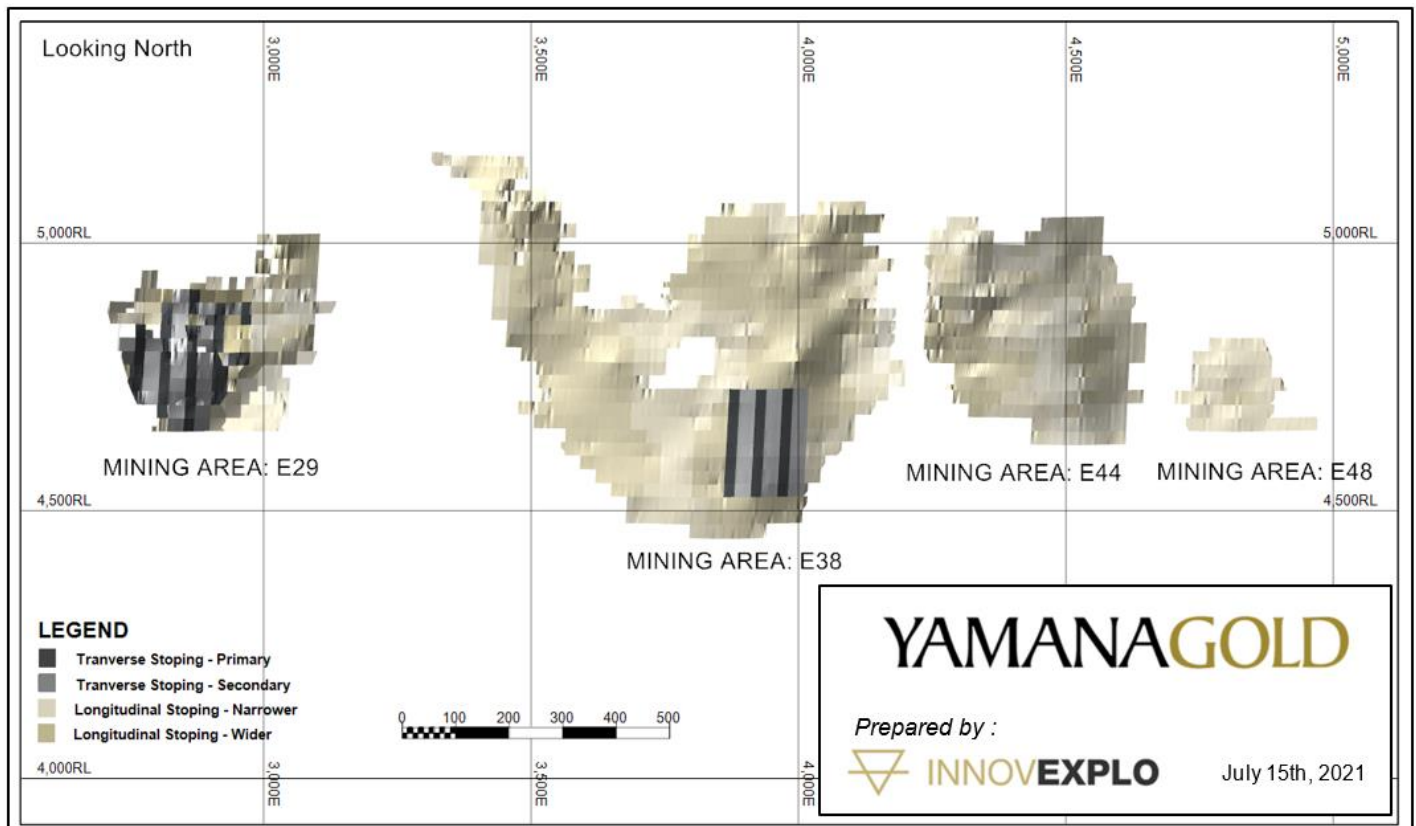 Looking North
3,000E
3,500E
4,000E
4,500E
5,000E
5,000RL
5,000RL
MINING AREA: E29
MINING AREA: E44
MINING AREA: E48
4,500RL
4,500RL
MINING AREA: E38
LEGEND
Tranverse Stoping - Primary
Tranverse Stoping - Secondary
Longitudinal Stoping - Narrower
Longitudinal Stoping - Wider
0 100 200 300 400 500
4,000RL
3,000E
3,500E
4,000E
YAMANAGOLD
Prepared by :
INNOVEXPLO
July 15th, 2021